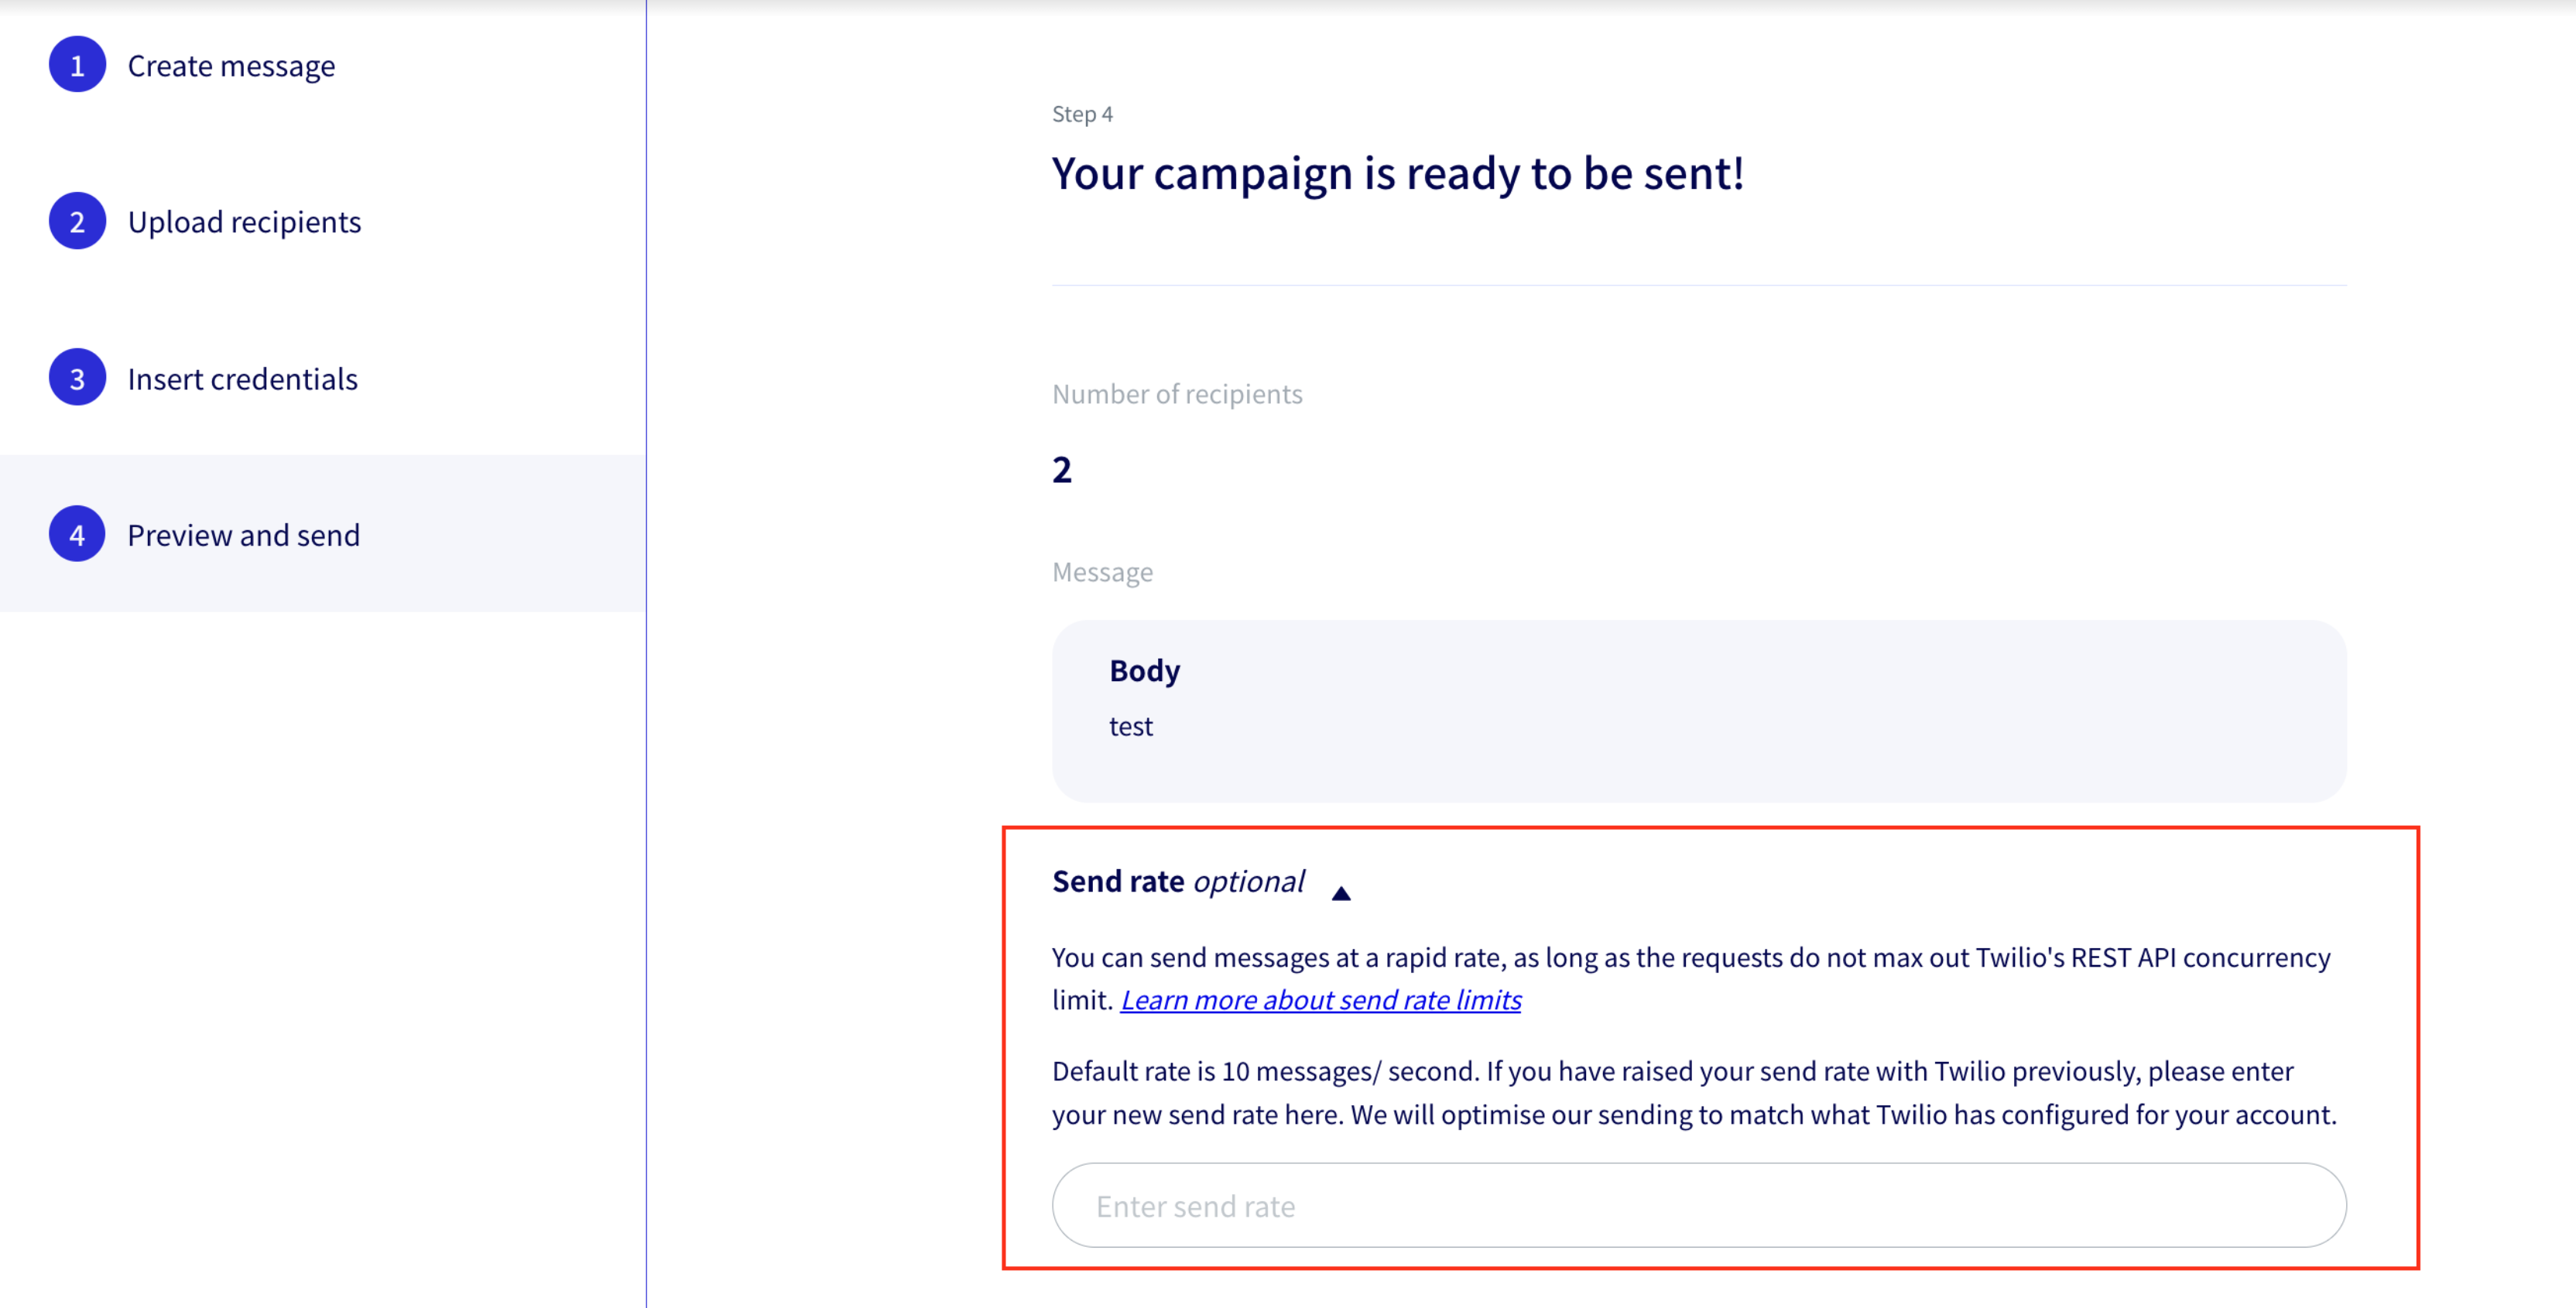 1 Create message
2 Upload recipients
3 Insert credentials
4 Preview and send
Step 4
Your campaign is ready to be sent!
Number of recipients
2
Message
Body
test
Send rate optional
You can send messages at a rapid rate, as long as the requests do not max out Twilio's REST API concurrency
limit. Learn more about send rate limits
Default rate is 10 messages/ second. If you have raised your send rate with Twilio previously, please enter
your new send rate here. We will optimise our sending to match what Twilio has configured for your account.
Enter send rate